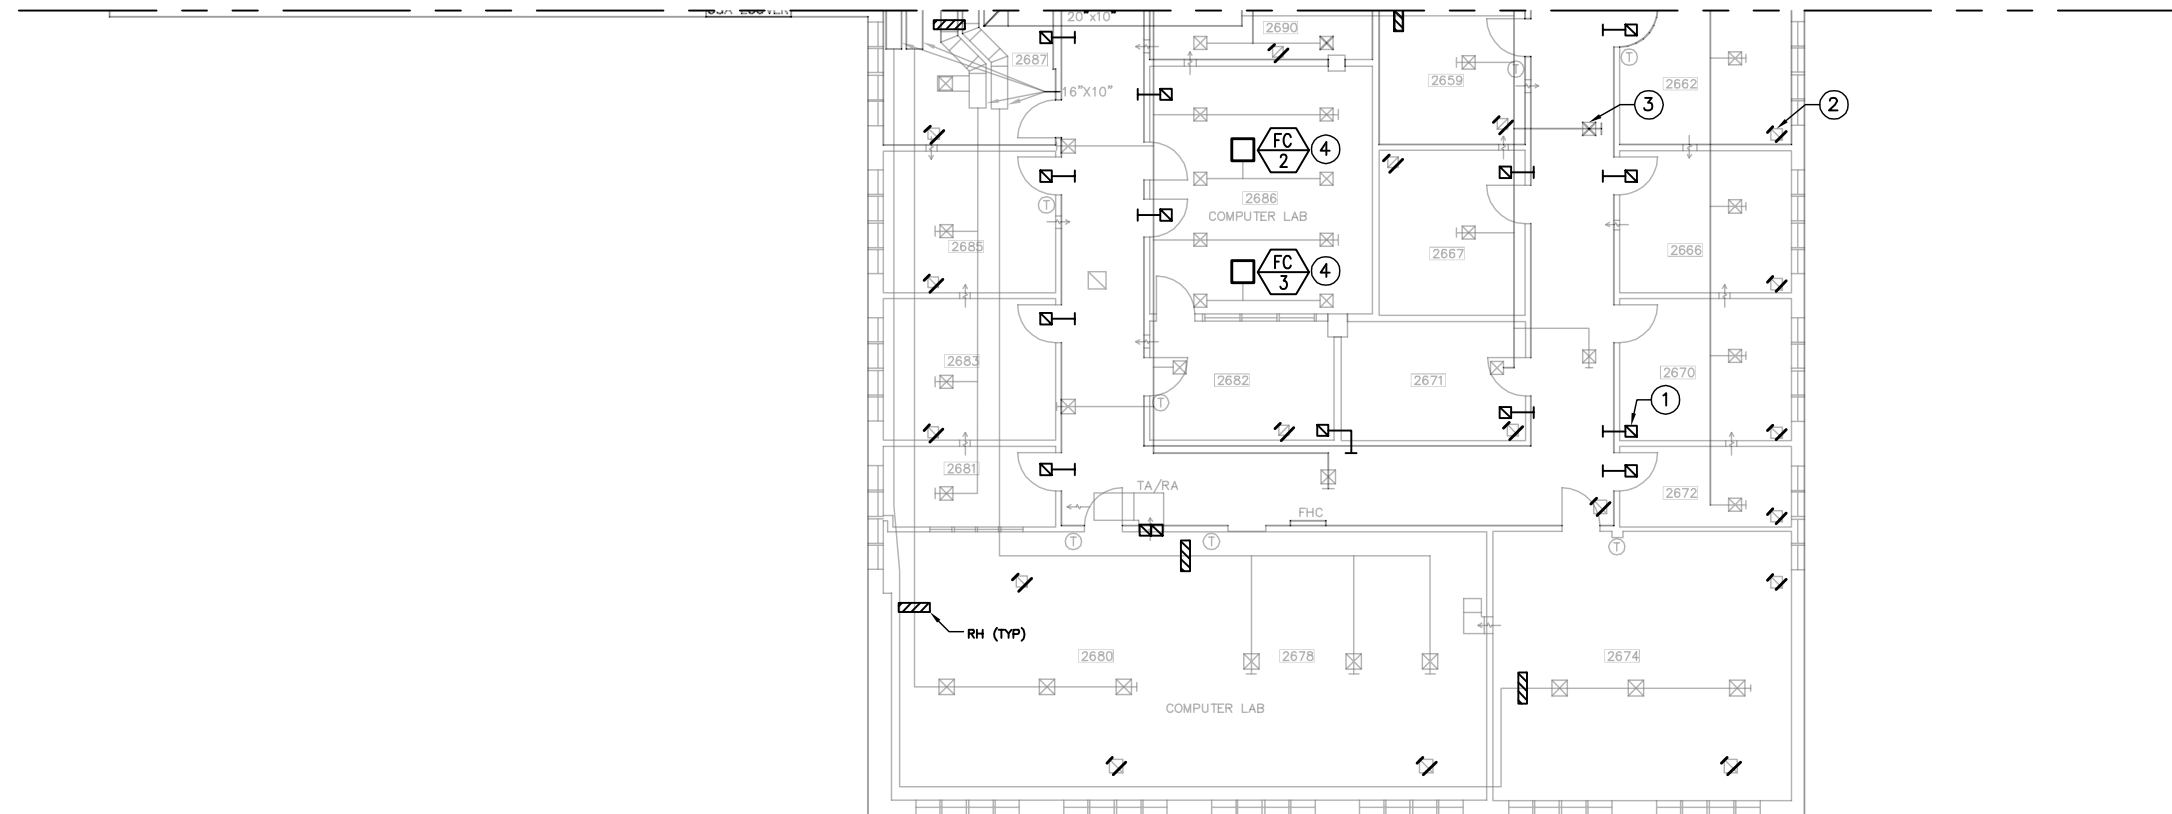 20"x10"
2690
2687
2659
2662
16"X10"
3
2
FC
2
4
2686
COMPUTER LAB
2685
2667
2666
FC
3
4
2683
2682
2671
2670
1
2681
TA/RA
2672
FHC
T
T
T
T
T
T
T
RH (TYP)
2680
2678
2674
COMPUTER LAB